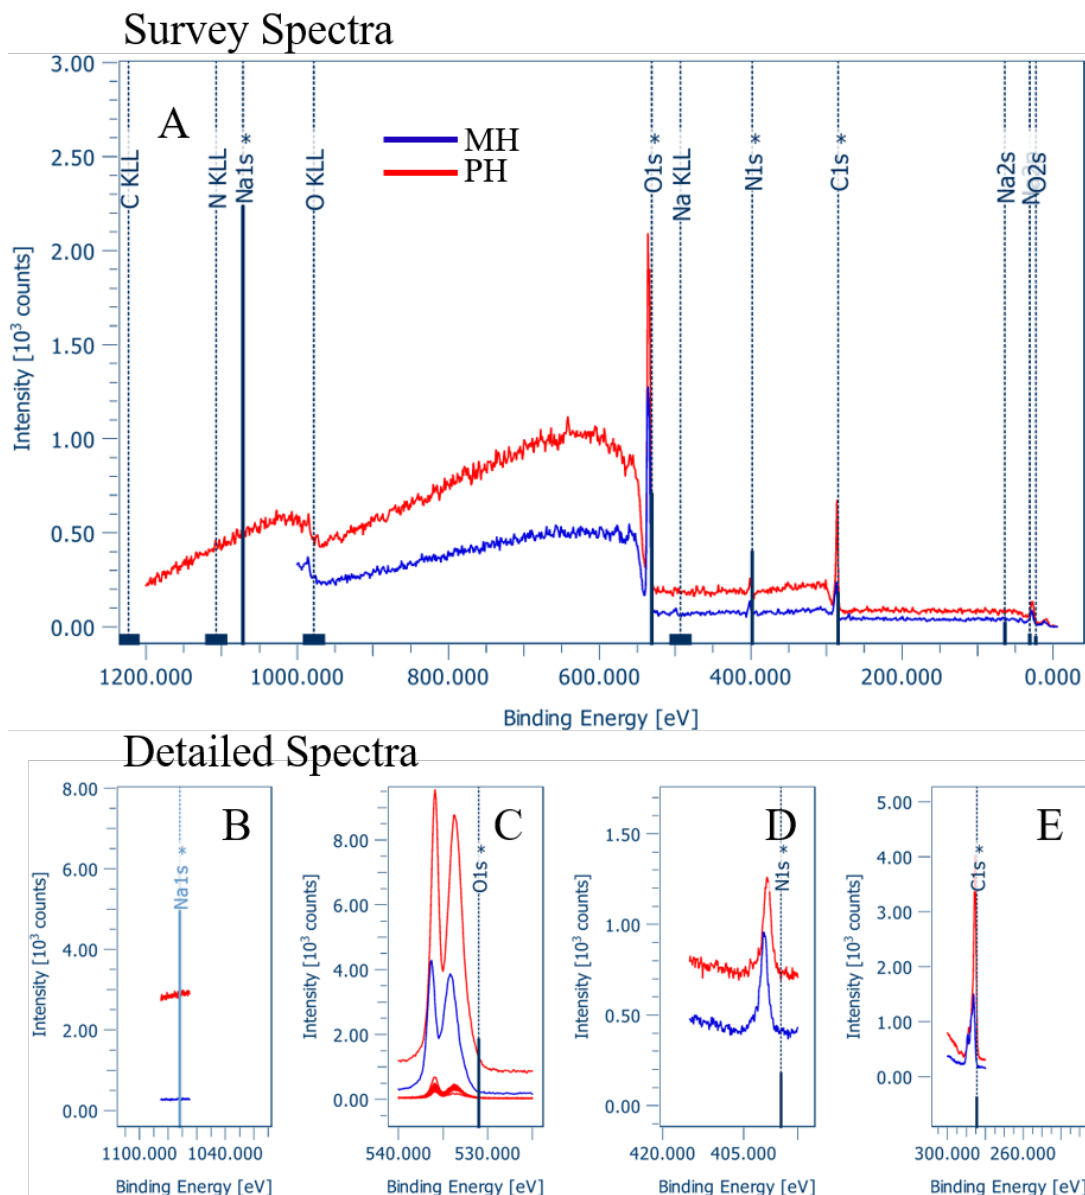 Survey Spectra
3.00
2.50
2.00
1.50
1.00
0.50
0.00
Intensity [10³ counts]
A
MH
PH
C KLL
N KLL
Na1s *
O KLL
O1s *
Na KLL
N1s *
C1s *
Na2s
O2s
1200.000 1000.000 800.000 600.000 400.000 200.000 0.000
Binding Energy [eV]
Detailed Spectra
8.00
6.00
4.00
2.00
0.00
Intensity [10³ counts]
B
Na1s *
1100.000 1040.000
Binding Energy [eV]
8.00
6.00
4.00
2.00
0.00
Intensity [10³ counts]
C
O1s *
540.000 530.000
Binding Energy [eV]
1.50
1.00
0.50
0.00
Intensity [10³ counts]
D
N1s *
420.000 405.000
Binding Energy [eV]
5.00
4.00
3.00
2.00
1.00
0.00
Intensity [10³ counts]
E
C1s *
300.000 260.000
Binding Energy [eV]